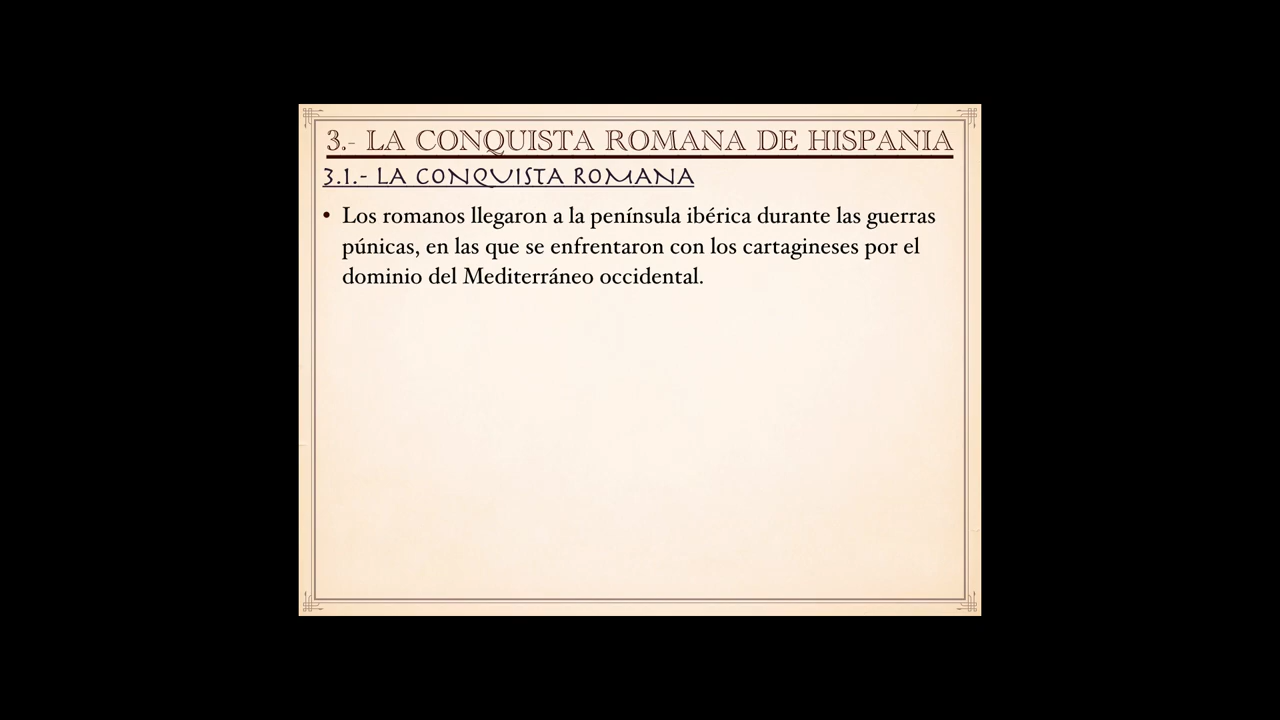 3.- LA CONQUISTA ROMANA DE HISPANIA
3.1.- LA CONQUISTA ROMANA
• Los romanos llegaron a la península ibérica durante las guerras
púnicas, en las que se enfrentaron con los cartagineses por el
dominio del Mediterráneo occidental.